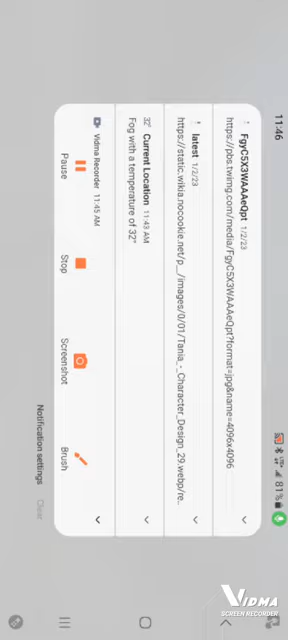 11:46
LTE+ 81%
FgyC5X3WAAAeQpt 1/2/23
https://pbs.twimg.com/media/FgyC5X3WAAAeQpt?format=jpg&name=4096x4096
latest 1/2/23
https://static.wikia.nocookie.net/p__/images/0/01/Tania_-_Character_Design_29.webp/re..
32° Current Location 11:43 AM
Fog with a temperature of 32°
Vidma Recorder 11:45 AM
Pause
Stop
Screenshot
Brush
Notification settings
Clear
VIDMA
SCREEN RECORDER